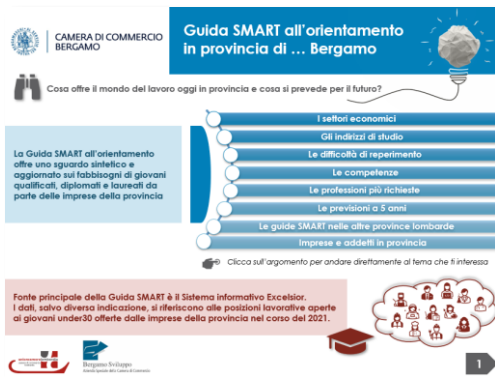 CAMERA DI COMMERCIO
BERGAMO
Guida SMART all'orientamento
in provincia di ... Bergamo
Cosa offre il mondo del lavoro oggi in provincia e cosa si prevede per il futuro?
I settori economici
Gli indirizzi di studio
Le difficoltà di reperimento
Le competenze
Le professioni più richieste
Le previsioni a 5 anni
Le guide SMART nelle altre province lombarde
Imprese e addetti in provincia
La Guida SMART all'orientamento
offre uno sguardo sintetico e
aggiornato sui fabbisogni di giovani
qualificati, diplomati e laureati da
parte delle imprese della provincia
Clicca sull'argomento per andare direttamente al tema che ti interessa
Fonte principale della Guida SMART è il Sistema informativo Excelsior.
I dati, salvo diversa indicazione, si riferiscono alle posizioni lavorative aperte
ai giovani under30 offerte dalle imprese della provincia nel corso del 2021.
Bergamo Sviluppo
Azienda Speciale della Camera di Commercio
1